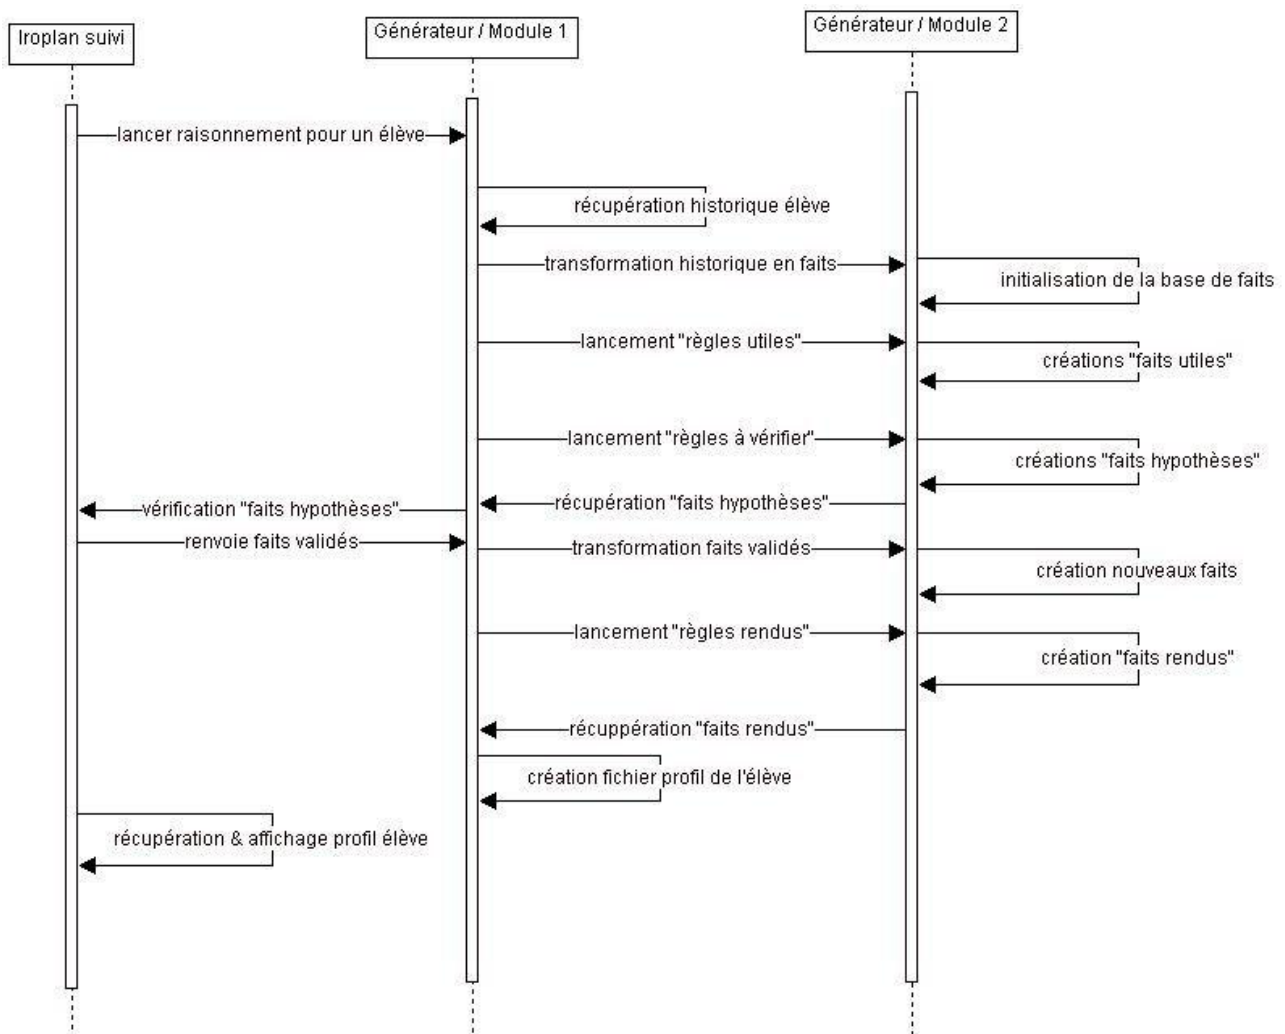 Iroplan suivi
Générateur / Module 1
Générateur / Module 2
lancer raisonnement pour un élève
récupération historique élève
transformation historique en faits
initialisation de la base de faits
lancement "règles utiles"
créations "faits utiles"
lancement "règles à vérifier"
créations "faits hypothèses"
récupération "faits hypothèses"
vérification "faits hypothèses"
renvoie faits validés
transformation faits validés
création nouveaux faits
lancement "règles rendus"
création "faits rendus"
récuppération "faits rendus"
création fichier profil de l'élève
récupération & affichage profil élève